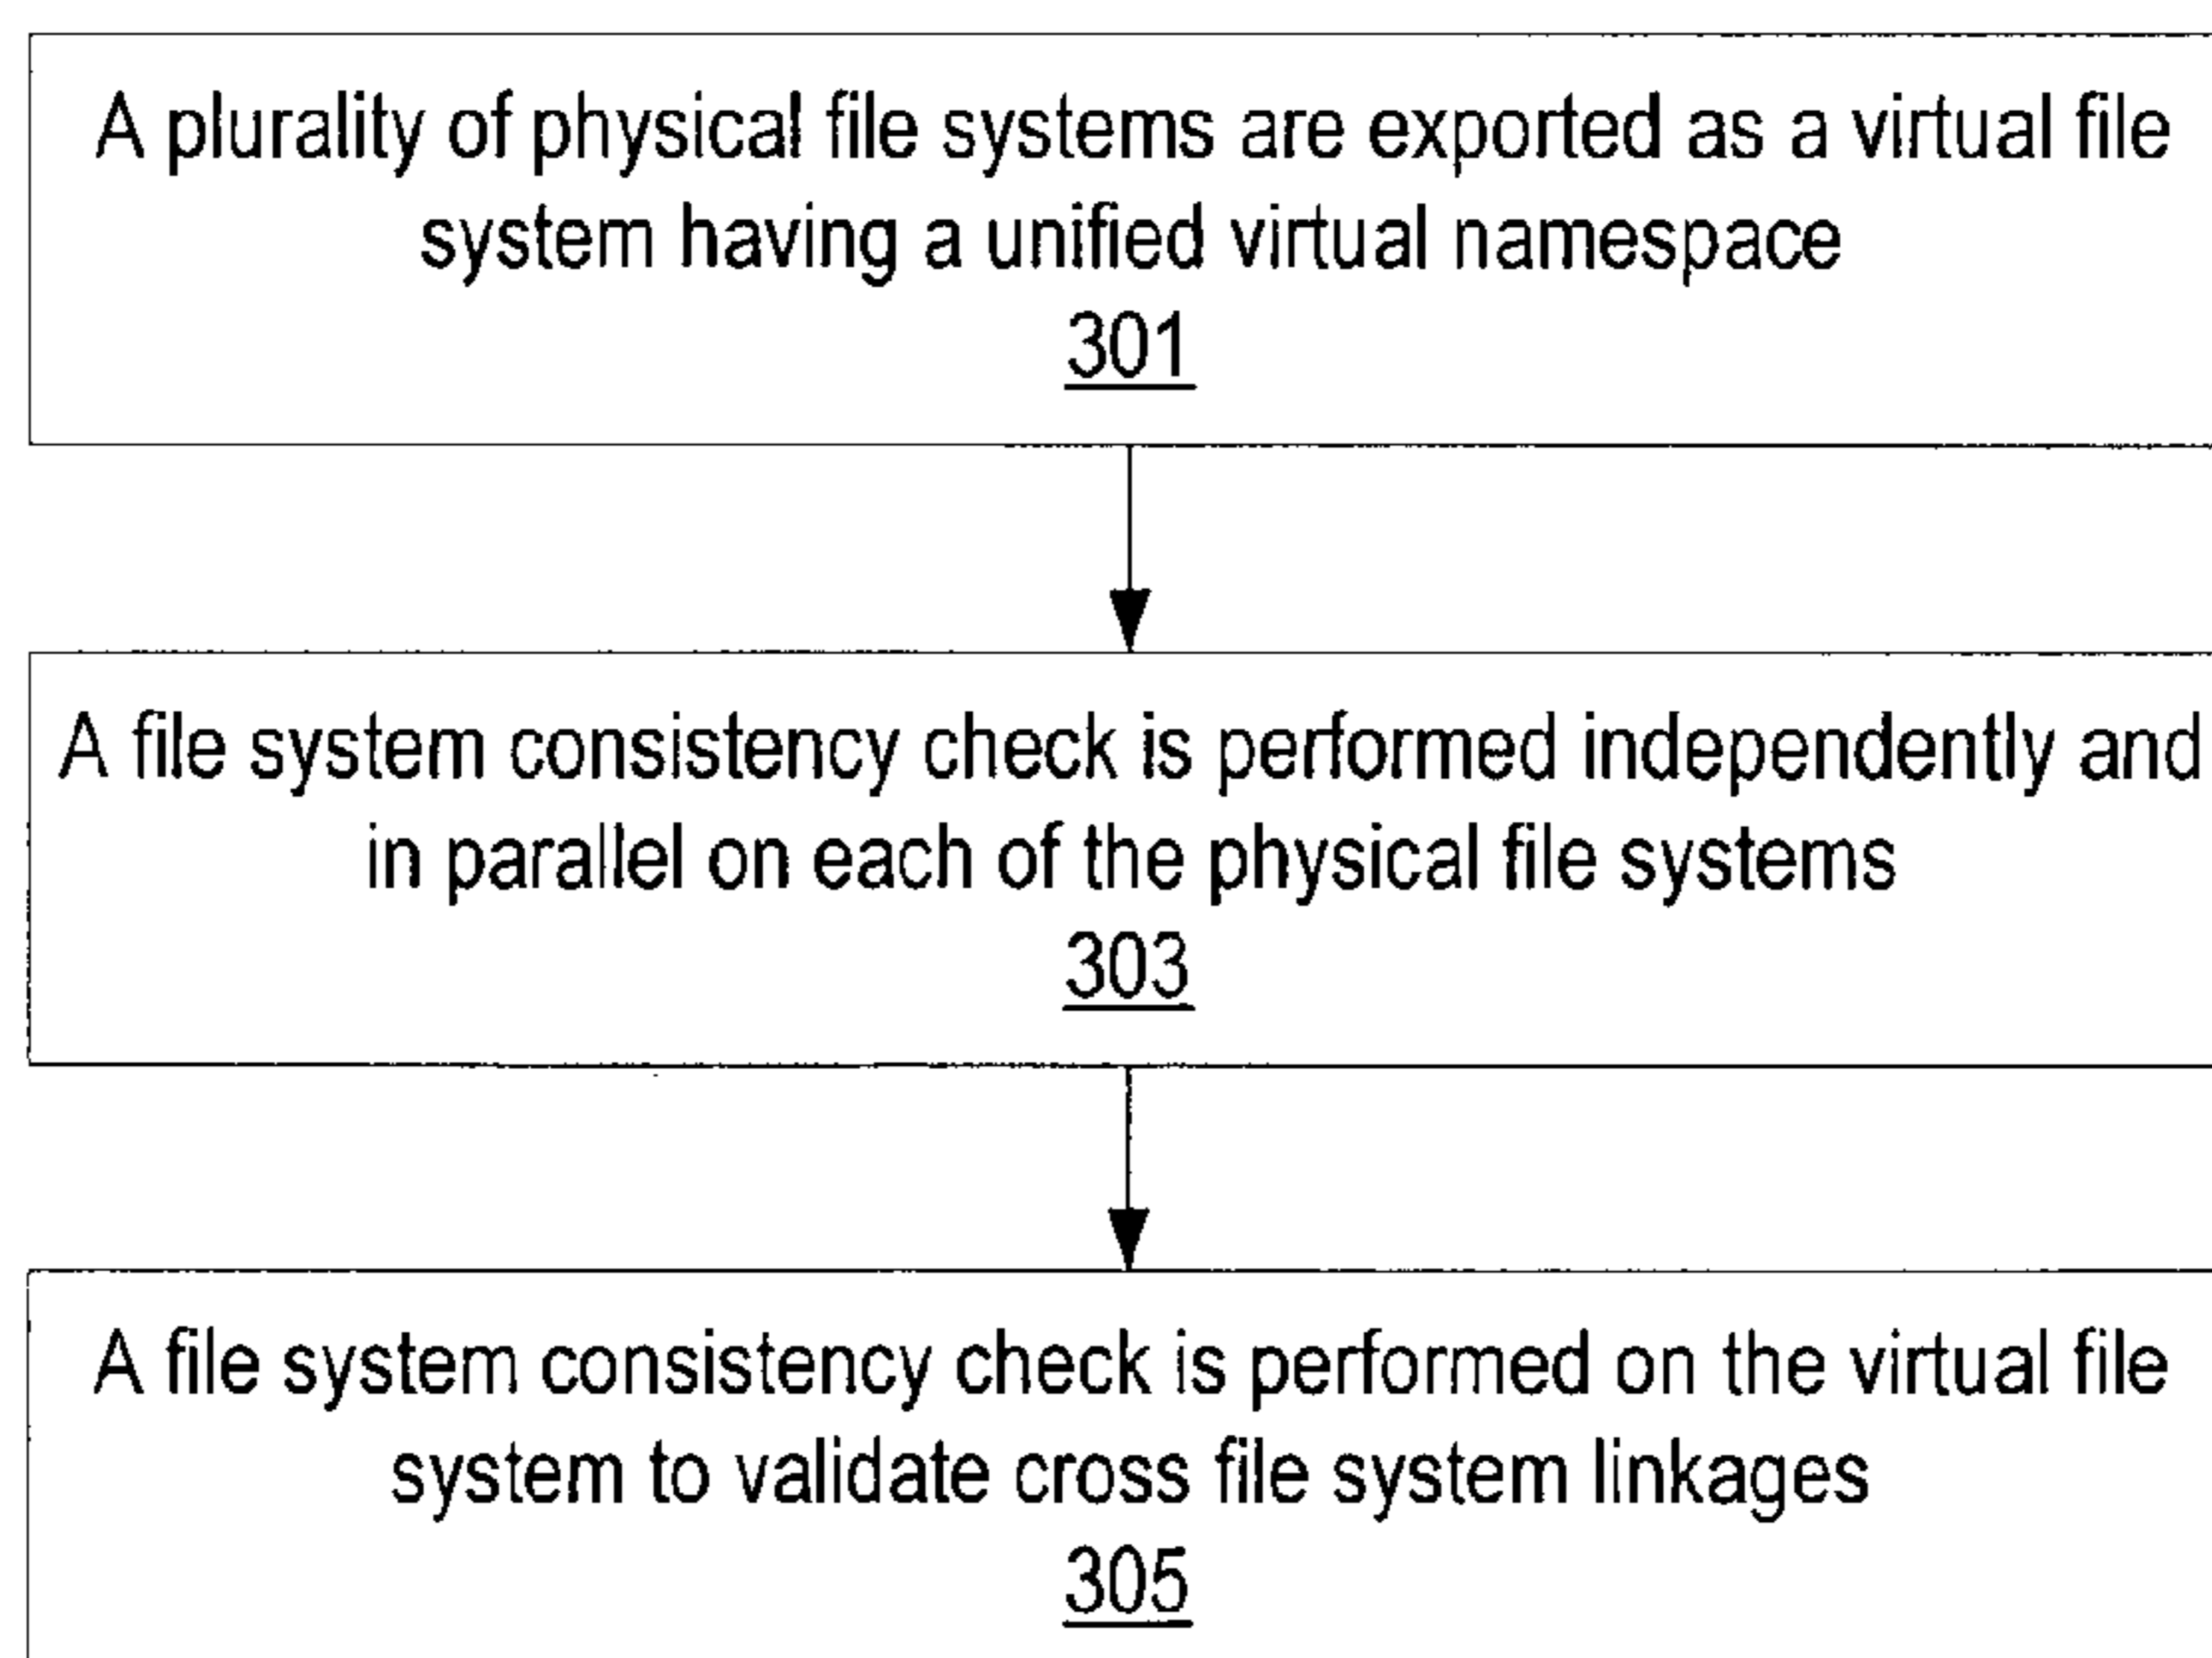 A plurality of physical file systems are exported as a virtual file
system having a unified virtual namespace
301
A file system consistency check is performed independently and
in parallel on each of the physical file systems
303
A file system consistency check is performed on the virtual file
system to validate cross file system linkages
305